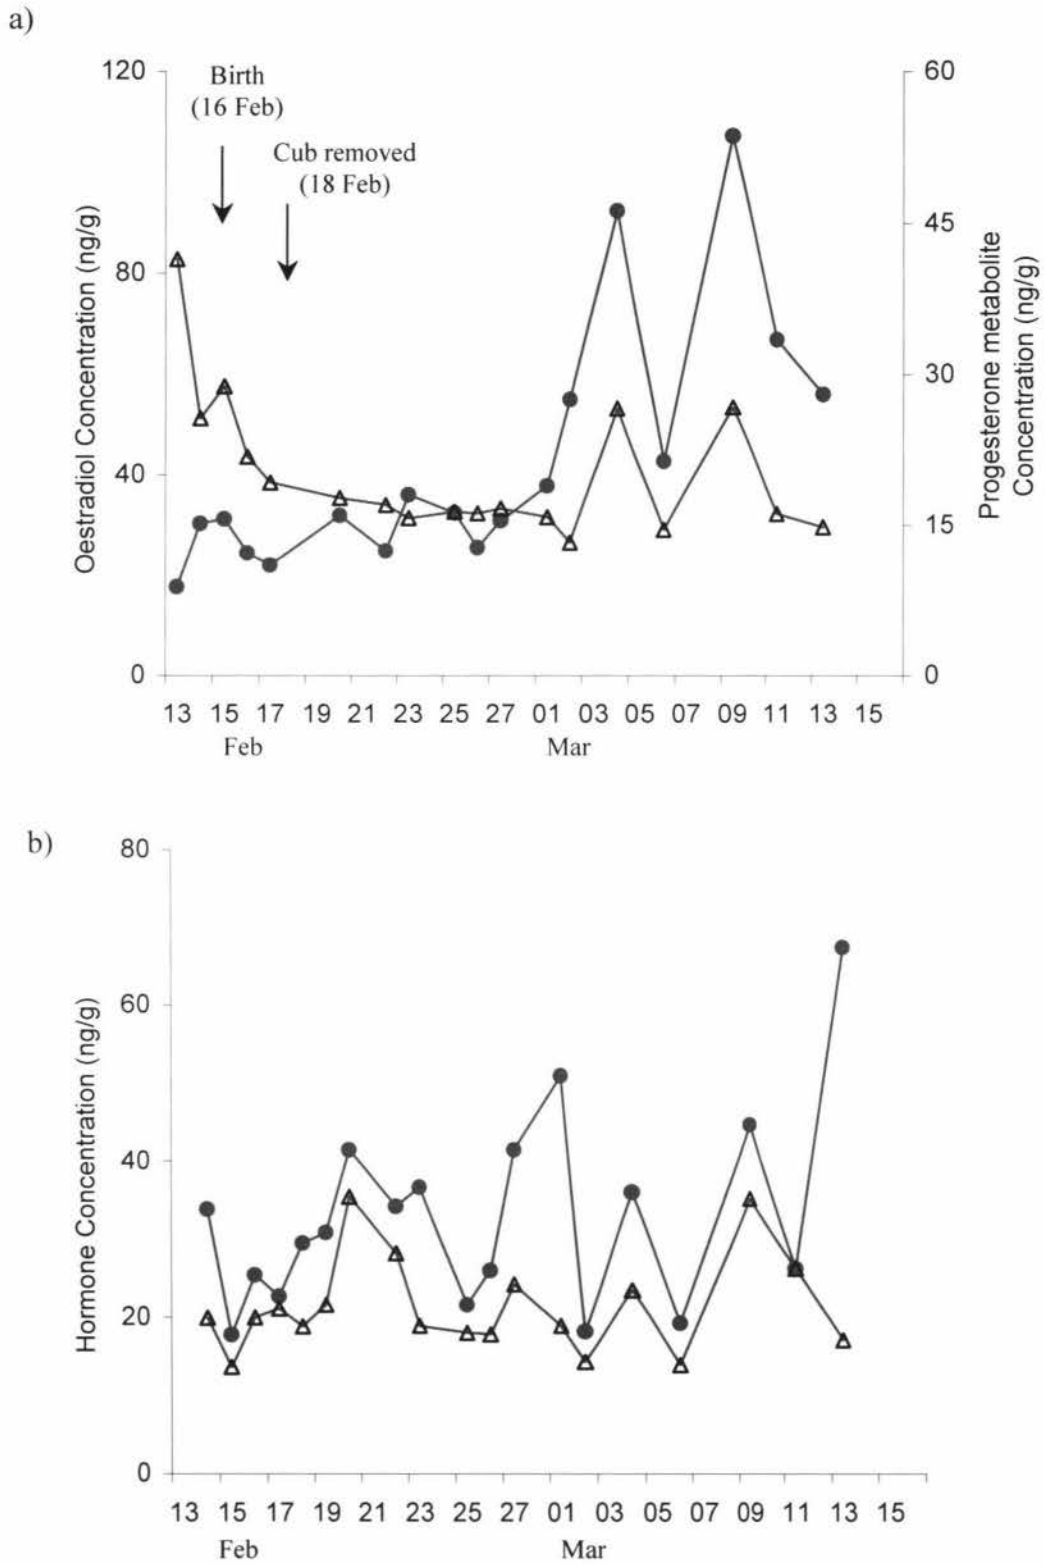 a)
120
80
40
0
Oestradiol Concentration (ng/g)
Birth
(16 Feb)
Cub removed
(18 Feb)
60
45
30
15
0
Progesterone metabolite
Concentration (ng/g)
13 15 17 19 21 23 25 27 01 03 05 07 09 11 13 15
Feb Mar
b)
80
60
40
20
0
Hormone Concentration (ng/g)
13 15 17 19 21 23 25 27 01 03 05 07 09 11 13 15
Feb Mar